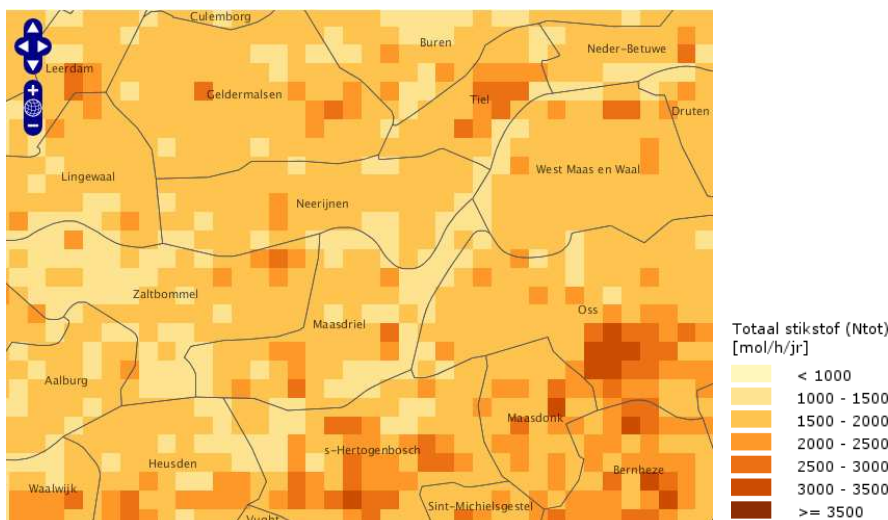 Culemborg
Buren
Neder-Betuwe
Leerdam
Geldermalsen
Tiel
Druten
Lingewaal
Neerijnen
West Maas en Waal
Zaltbommel
Oss
Maasdriel
Aalburg
Maasdonk
Heusden
s-Hertogenbosch
Bernheze
Waalwijk
Sint-Michielsgestel
Vught
Totaal stikstof (Ntot)
[mol/h/jr]
< 1000
1000 - 1500
1500 - 2000
2000 - 2500
2500 - 3000
3000 - 3500
>= 3500